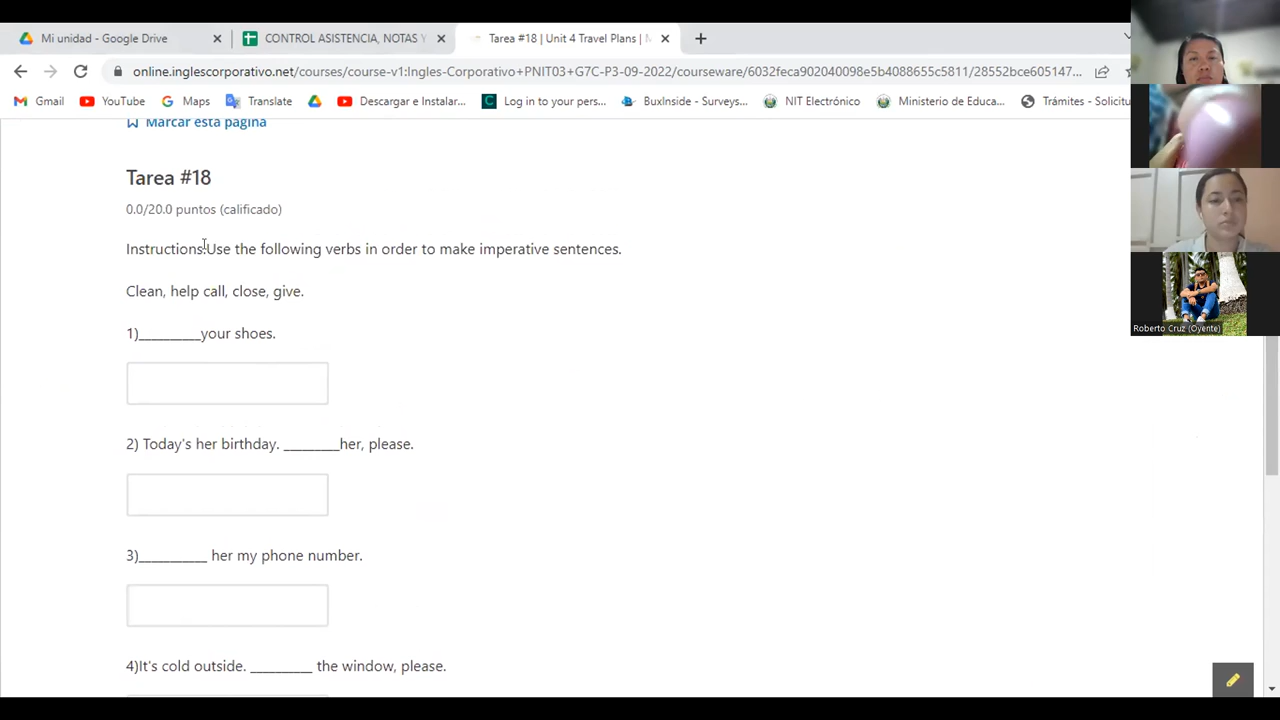 Mi unidad - Google Drive
CONTROL ASISTENCIA, NOTAS Y
Tarea #18 | Unit 4 Travel Plans |
online.inglescorporativo.net/courses/course-v1:Ingles-Corporativo+PNIT03+G7C-P3-09-2022/courseware/6032feca902040098e5b4088655c5811/28552bce605147...
Gmail
YouTube
Maps
Translate
Descargar e Instalar...
Log in to your pers...
BuxInside - Surveys...
NIT Electrónico
Ministerio de Educa...
Trámites - Solicitu
Marcar esta página
Tarea #18
0.0/20.0 puntos (calificado)
Instructions:Use the following verbs in order to make imperative sentences.
Clean, help call, close, give.
1)__________your shoes.
2) Today's her birthday. _________her, please.
3)___________ her my phone number.
4)It's cold outside. __________ the window, please.
Roberto Cruz (Oyente)